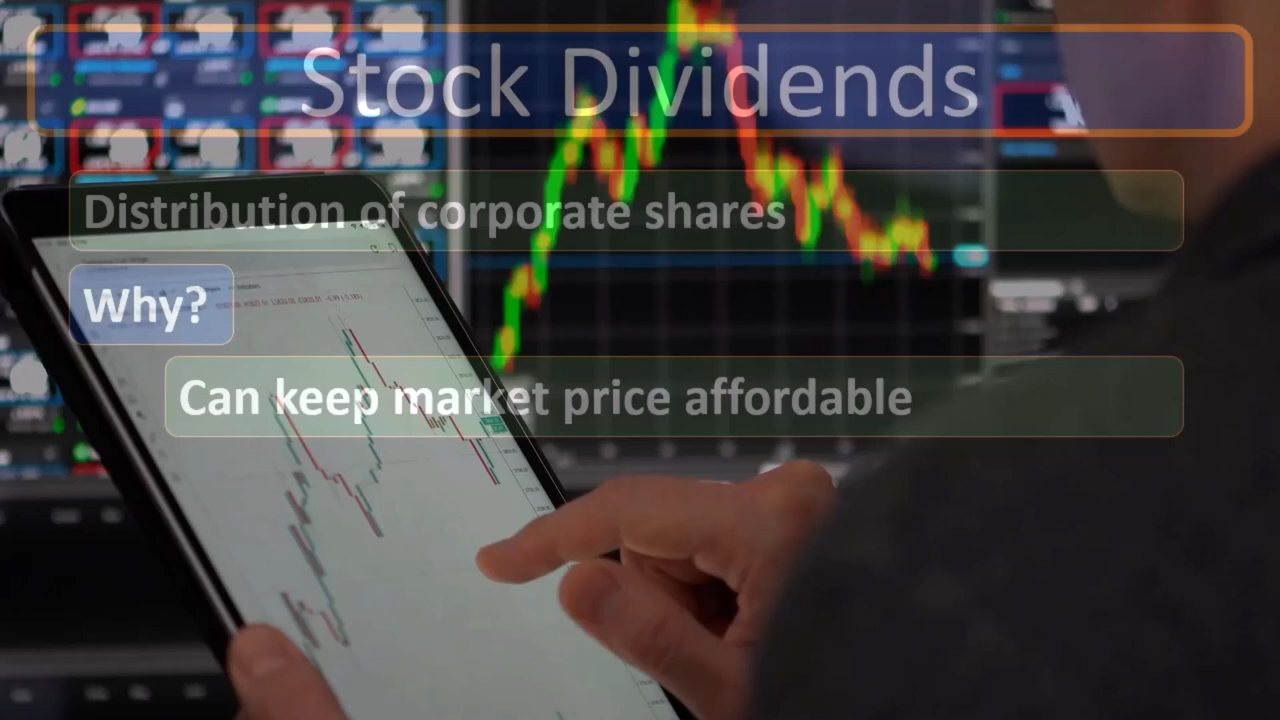 Stock Dividends
Distribution of corporate shares
Why?
Can keep market price affordable